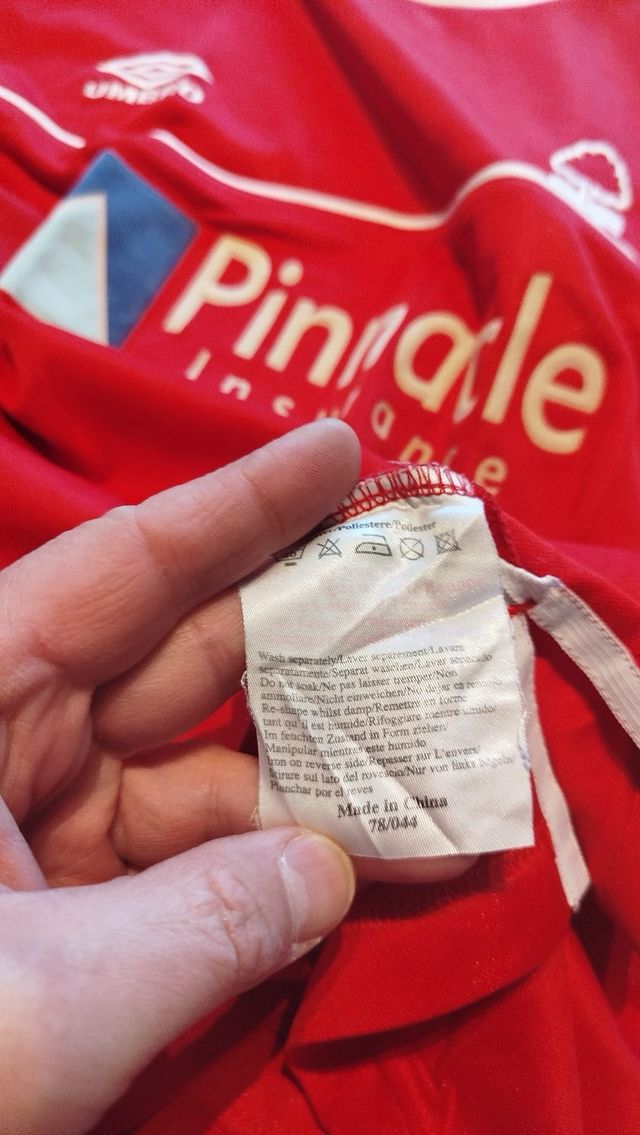 UMBRO
Pinnacle
Insurance
Poliestere/Poliester
Wash separately/Laver separement/Lavare
separatamente/Separat waschen/Lavar separado
Do not soak/Ne pas laisser tremper/Non
ammollare/Nicht einweichen/No dejar en
Re-shape whilst damp/Remettre en forme
tant qu'il est humide/Rifoggiare mentre umido/
Im feuchten Zustand in Form ziehen/
Manipolar mientras este humudo
Iron on reverse side/Repasser sur L'envers/
Stirare sul lato del rovescio/Nur von links bugeln/
Planchar por el reves
Made in China
78/044